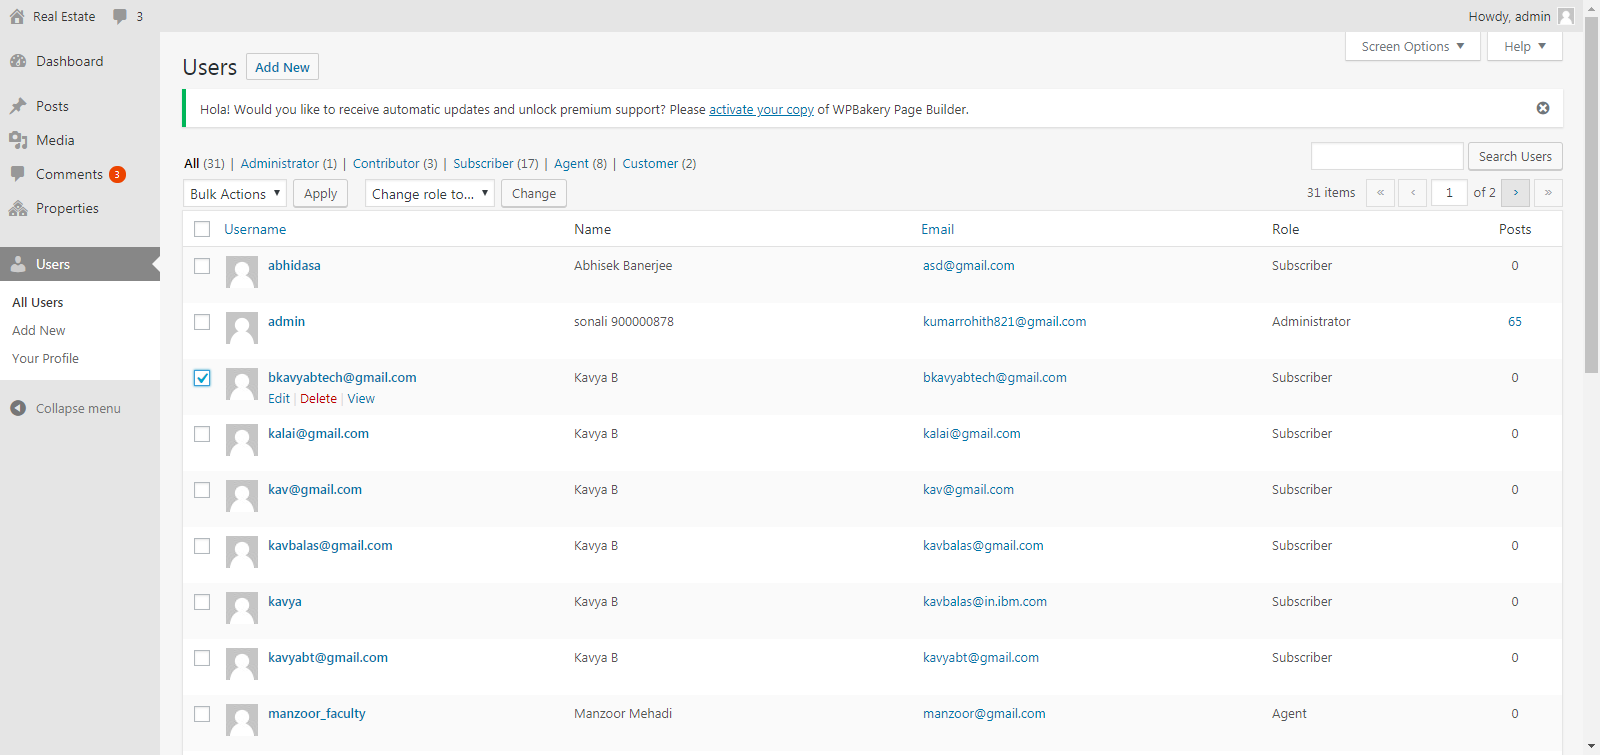 Real Estate 3 Howdy, admin
Screen Options Help
Dashboard
Posts
Media
Comments 3
Properties
Users
All Users
Add New
Your Profile
Collapse menu
Users Add New
Hola! Would you like to receive automatic updates and unlock premium support? Please activate your copy of WPBakery Page Builder.
All (31) | Administrator (1) | Contributor (3) | Subscriber (17) | Agent (8) | Customer (2)
Search Users
Bulk Actions Apply Change role to... Change 31 items « ‹ 1 of 2 › »
Username Name Email Role Posts
abhidasa Abhisek Banerjee asd@gmail.com Subscriber 0
admin sonali 900000878 kumarrohith821@gmail.com Administrator 65
bkavyabtech@gmail.com Kavya B bkavyabtech@gmail.com Subscriber 0
Edit | Delete | View
kalai@gmail.com Kavya B kalai@gmail.com Subscriber 0
kav@gmail.com Kavya B kav@gmail.com Subscriber 0
kavbalas@gmail.com Kavya B kavbalas@gmail.com Subscriber 0
kavya Kavya B kavbalas@in.ibm.com Subscriber 0
kavyabt@gmail.com Kavya B kavyabt@gmail.com Subscriber 0
manzoor_faculty Manzoor Mehadi manzoor@gmail.com Agent 0